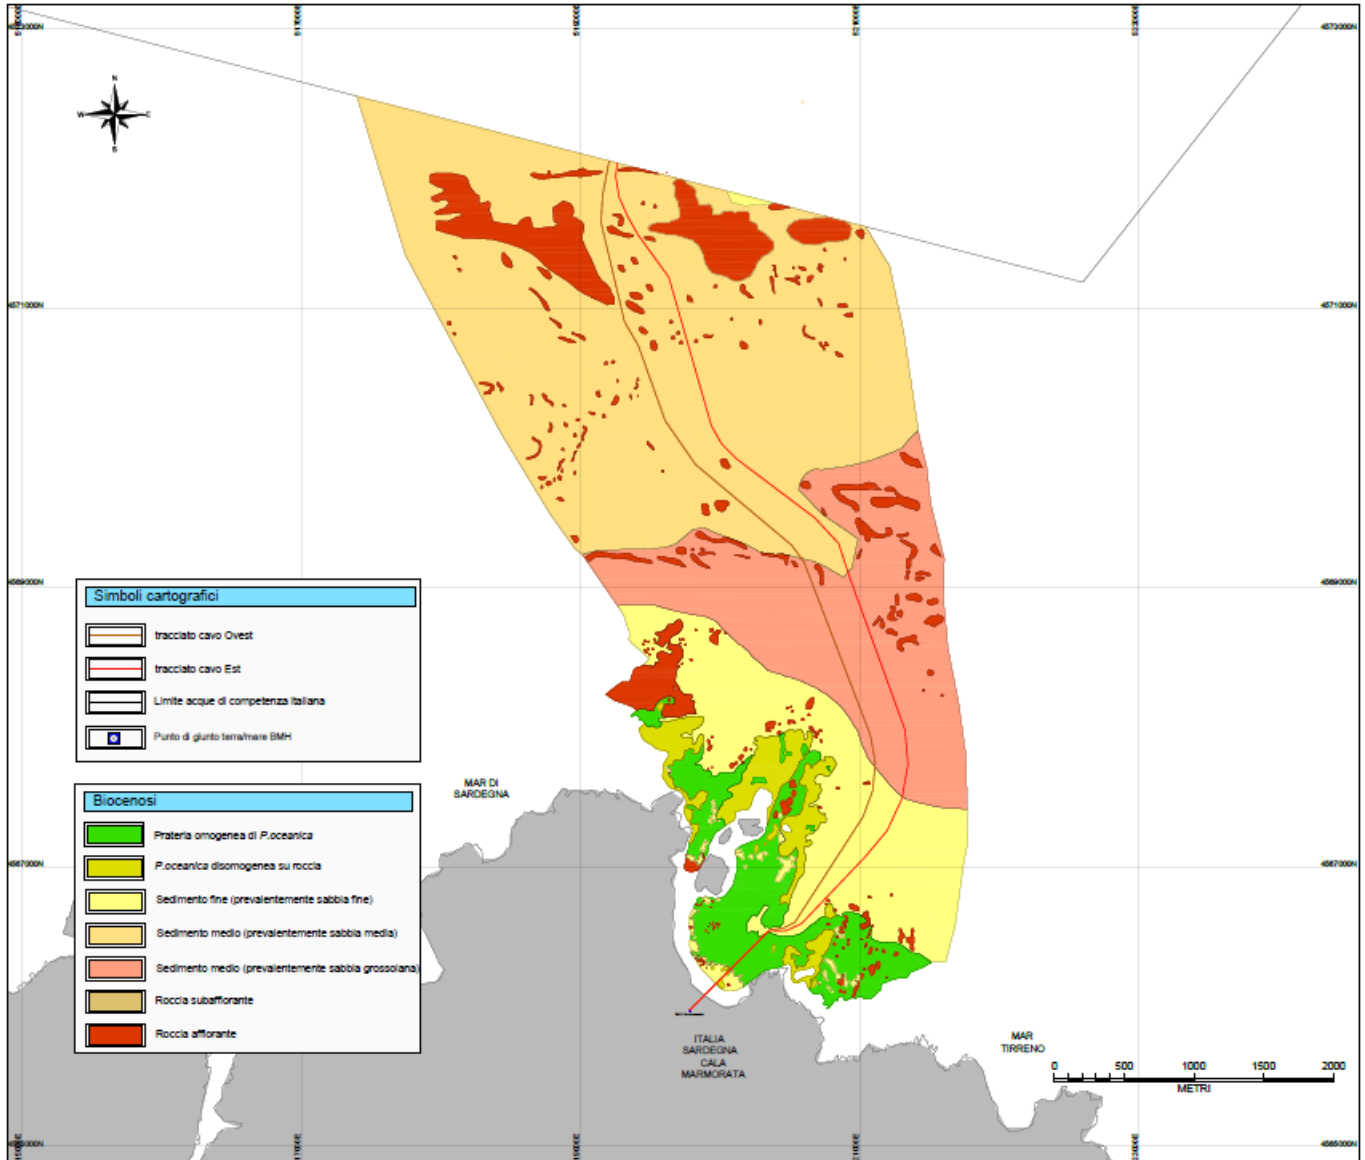 N
W
S
4571000N
4569000N
4567000N
Simboli cartografici
tracciato cavo Ovest
tracciato cavo Est
Limite acque di competenza italiana
Punto di giunto terra/mare BMH
Biocenosi
Prateria omogenea di P.oceanica
P.oceanica disomogenea su roccia
Sedimento fine (prevalentemente sabbia fine)
Sedimento medio (prevalentemente sabbia media)
Sedimento medio (prevalentemente sabbia grossolana)
Roccia subaffiorante
Roccia affiorante
MAR DI
SARDEGNA
ITALIA
SARDEGNA
CALA
MARMORATA
MAR
TIRRENO
0 500 1000 1500 2000
METRI